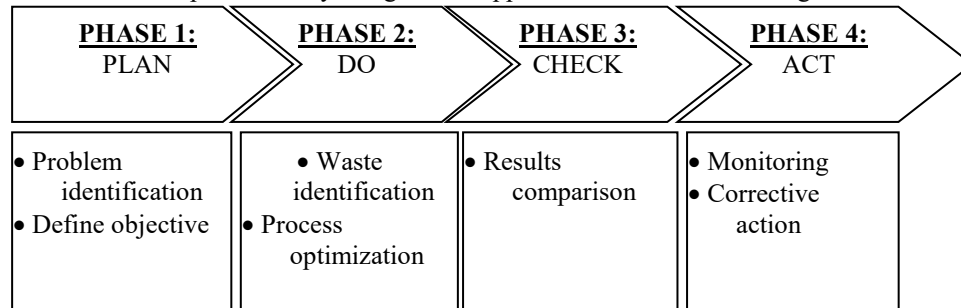 PHASE 1:
PLAN
PHASE 2:
DO
PHASE 3:
CHECK
PHASE 4:
ACT
• Problem
identification
• Define objective
• Waste
identification
• Process
optimization
• Results
comparison
• Monitoring
• Corrective
action